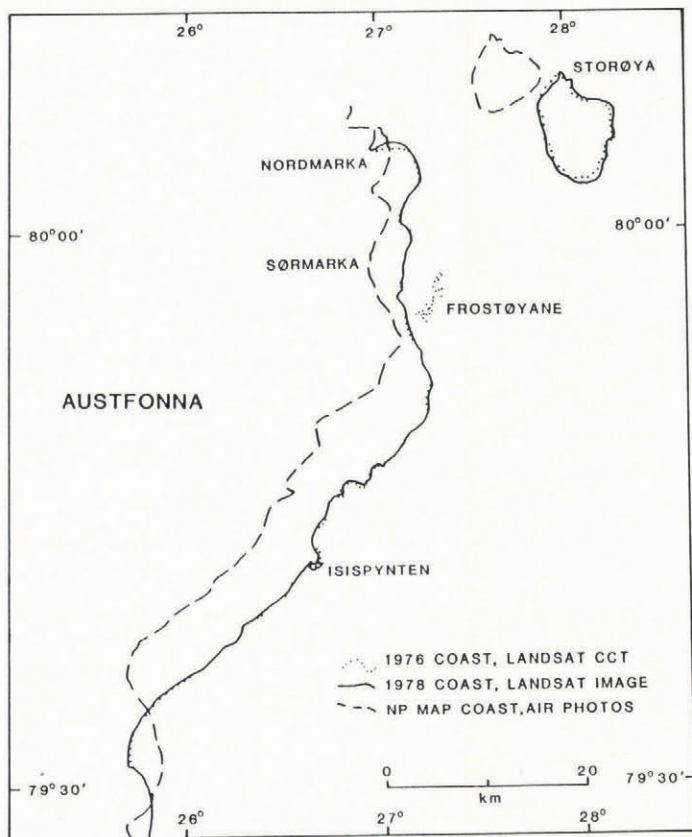 26° 27° 28°
STORØYA
NORDMARKA
80°00' 80°00'
SØRMARKA
FROSTØYANE
AUSTFONNA
ISISPYNTEN
1976 COAST, LANDSAT CCT
1978 COAST, LANDSAT IMAGE
NP MAP COAST, AIR PHOTOS
79°30' 0 20 79°30'
km
26° 27° 28°